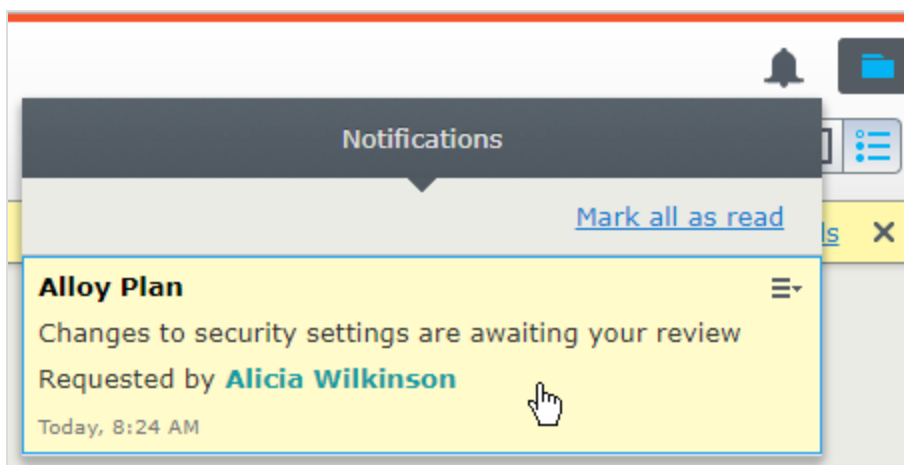 Notifications
Mark all as read
ls
Alloy Plan
Changes to security settings are awaiting your review
Requested by Alicia Wilkinson
Today, 8:24 AM